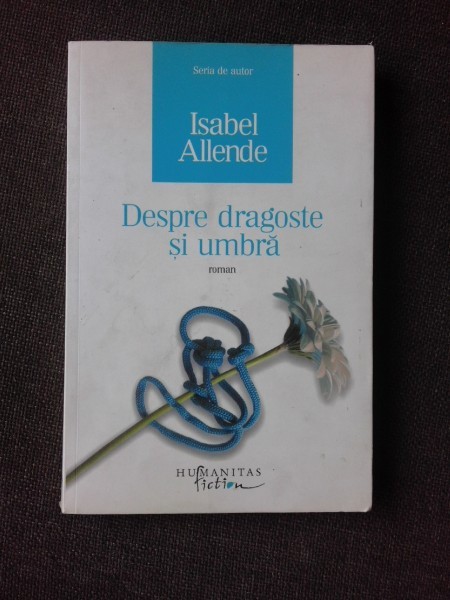 Seria de autor
Isabel
Allende
Despre dragoste
și umbră
roman
HUMANITAS
fiction